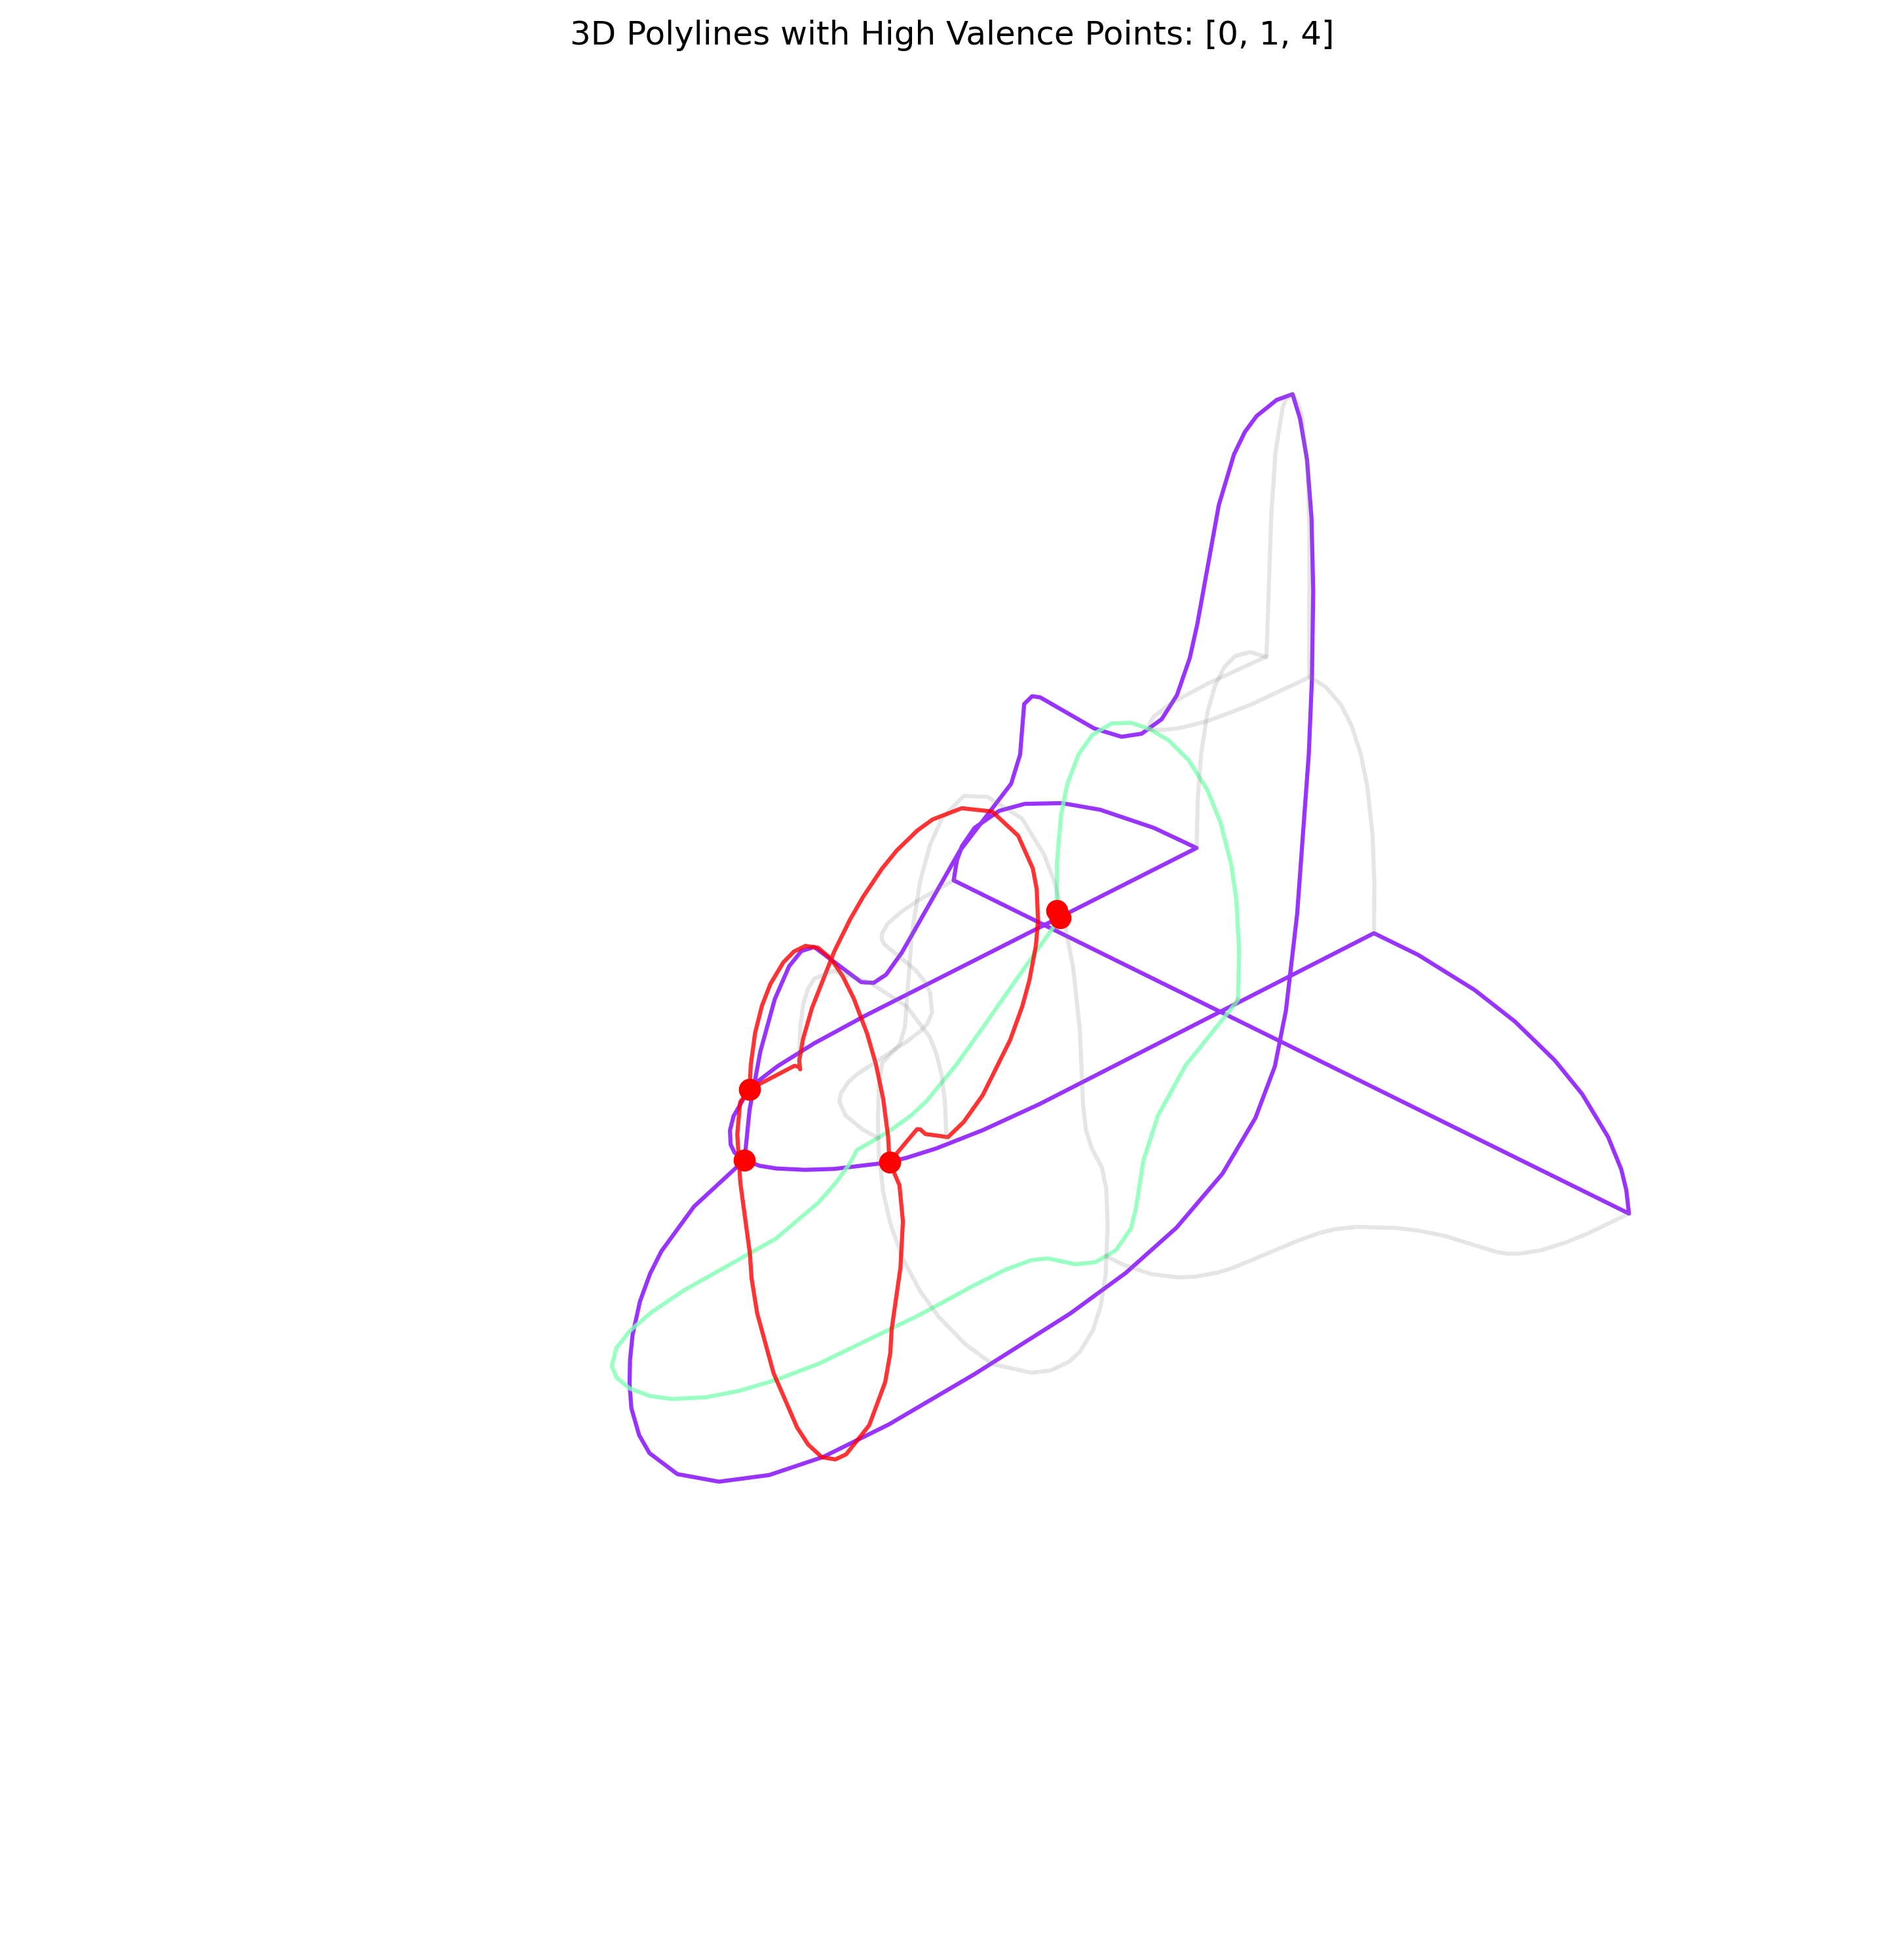 3D Polylines with High Valence Points: [0, 1, 4]